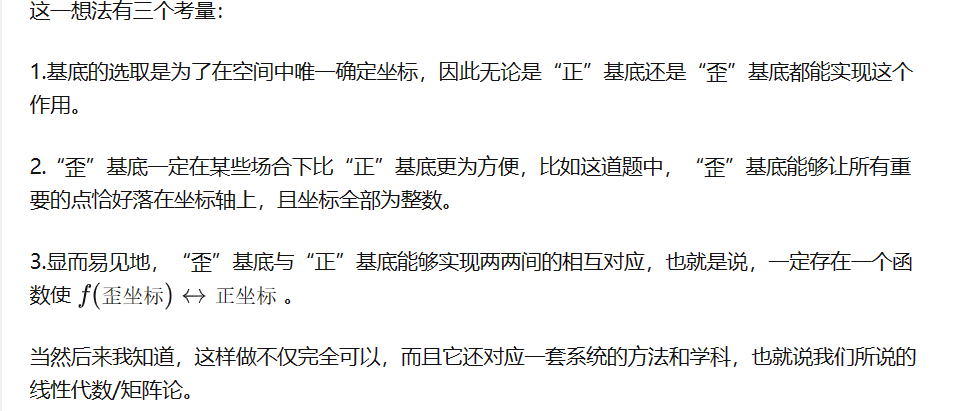 这一想法有三个考量：
1.基底的选取是为了在空间中唯一确定坐标，因此无论是“正”基底还是“歪”基底都能实现这个
作用。
2.“歪”基底一定在某些场合下比“正”基底更为方便，比如这道题中，“歪”基底能够让所有重
要的点恰好落在坐标轴上，且坐标全部为整数。
3.显而易见地，“歪”基底与“正”基底能够实现两两间的相互对应，也就是说，一定存在一个函
数使 f(歪坐标) ↔ 正坐标 。
当然后来我知道，这样做不仅完全可以，而且它还对应一套系统的方法和学科，也就说我们所说的
线性代数/矩阵论。